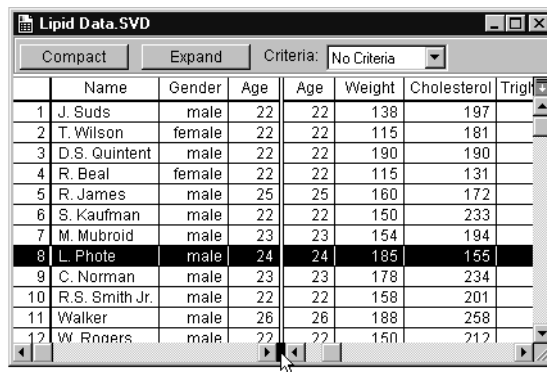 Lipid Data.SVD
Compact Expand Criteria: No Criteria
Name Gender Age Age Weight Cholesterol Trigl
1 J. Suds male 22 22 138 197
2 T. Wilson female 22 22 115 181
3 D.S. Quintent male 22 22 190 190
4 R. Beal female 22 22 115 131
5 R. James male 25 25 160 172
6 S. Kaufman male 22 22 150 233
7 M. Mubroid male 23 23 154 194
8 L. Phote male 24 24 185 155
9 C. Norman male 23 23 178 234
10 R.S. Smith Jr. male 22 22 158 201
11 Walker male 26 26 188 258
12 W. Rogers male 22 22 150 212